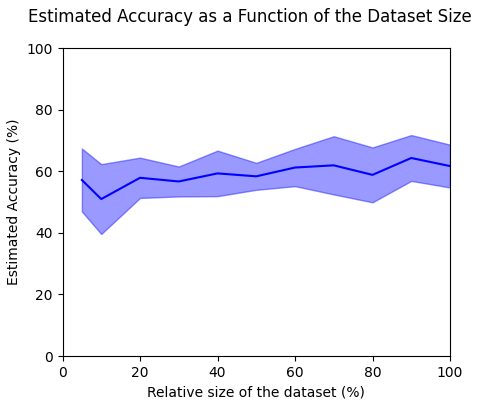 Estimated Accuracy as a Function of the Dataset Size
100
80
60
40
20
0
Estimated Accuracy (%)
0 20 40 60 80 100
Relative size of the dataset (%)